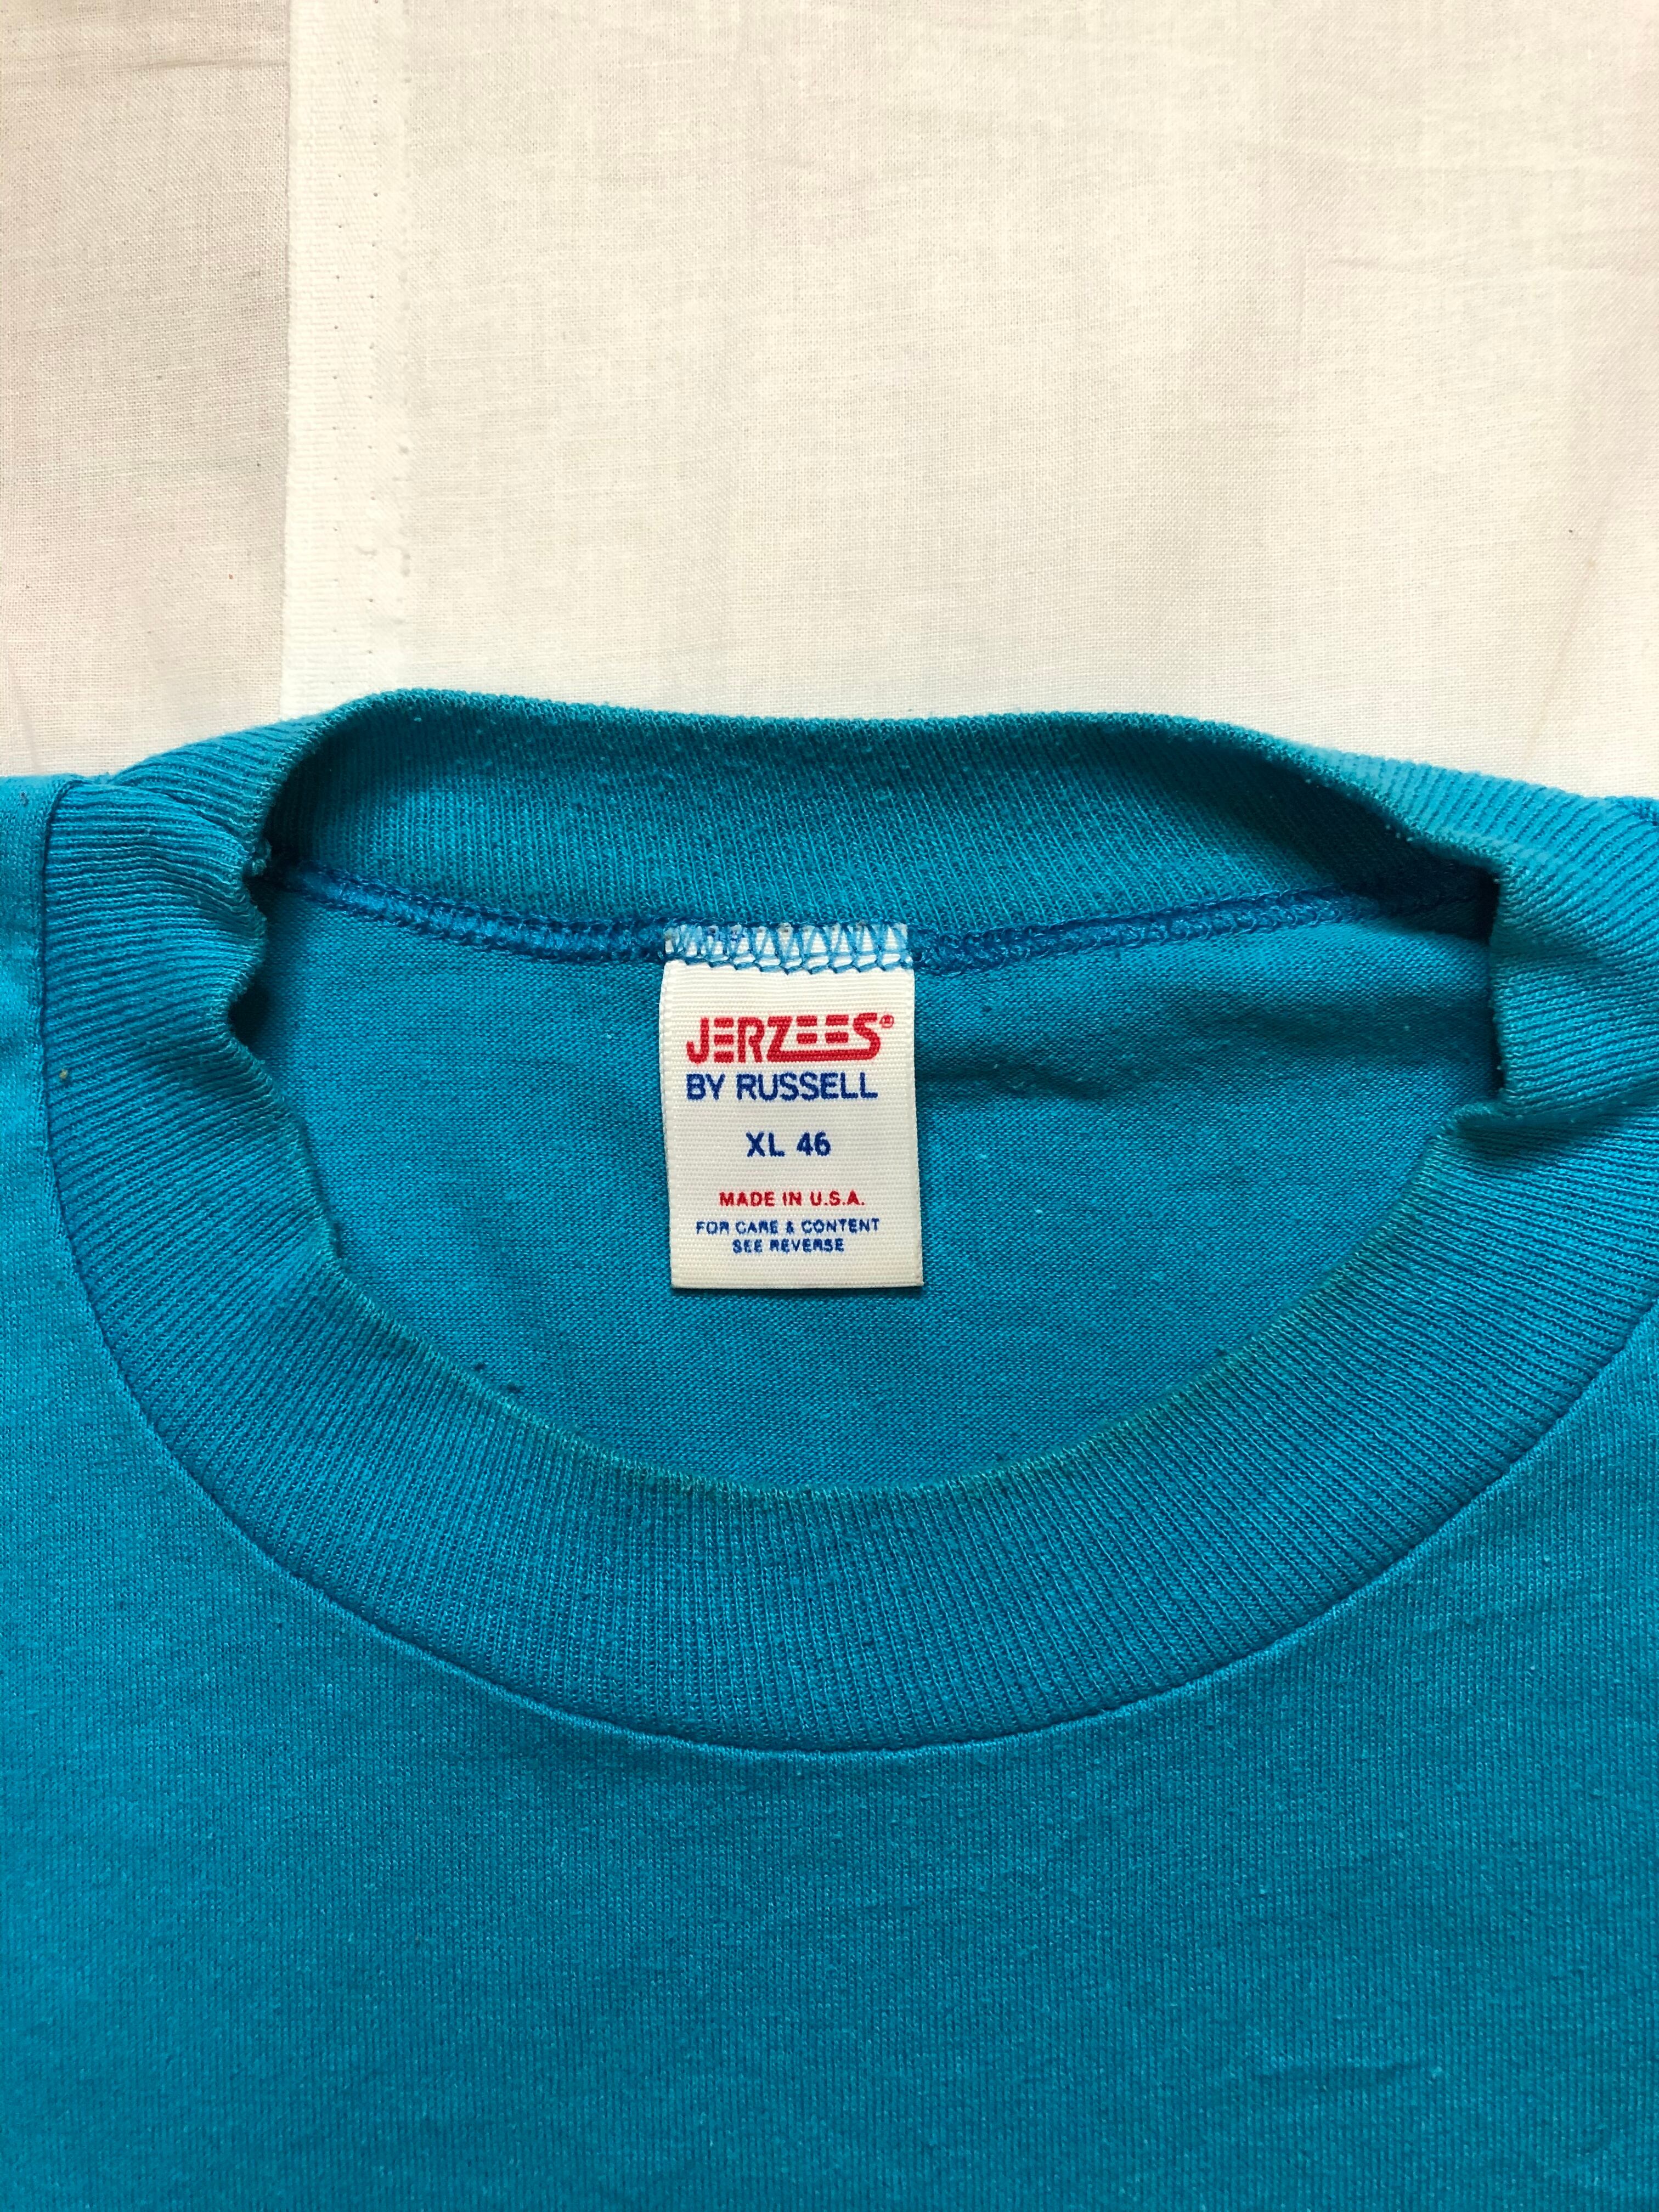 JERZEES®
BY RUSSELL
XL 46
MADE IN U.S.A.
FOR CARE & CONTENT
SEE REVERSE